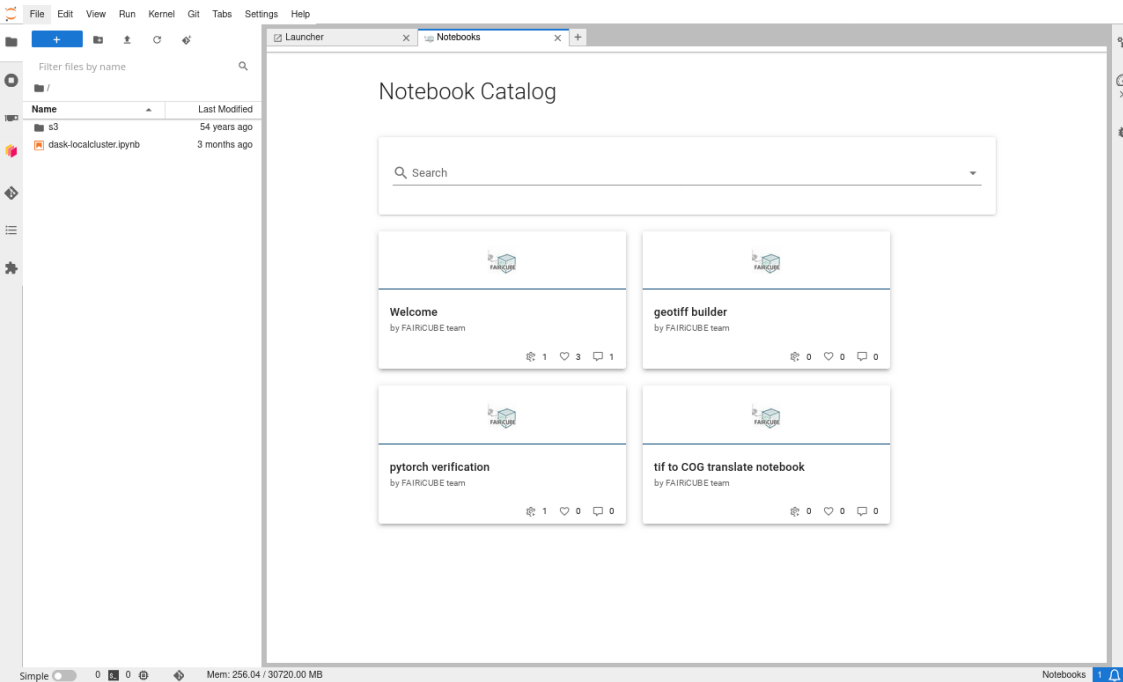 File Edit View Run Kernel Git Tabs Settings Help
+
Launcher
Notebooks
+
Filter files by name
/
Name Last Modified
s3 54 years ago
dask-localcluster.ipynb 3 months ago
Notebook Catalog
Search
FAIRiCUBE
Welcome
by FAIRiCUBE team
1 3 1
FAIRiCUBE
geotiff builder
by FAIRiCUBE team
0 0 0
FAIRiCUBE
pytorch verification
by FAIRiCUBE team
1 0 0
FAIRiCUBE
tif to COG translate notebook
by FAIRiCUBE team
0 0 0
Simple 0 0 Mem: 256.04 / 30720.00 MB Notebooks 1